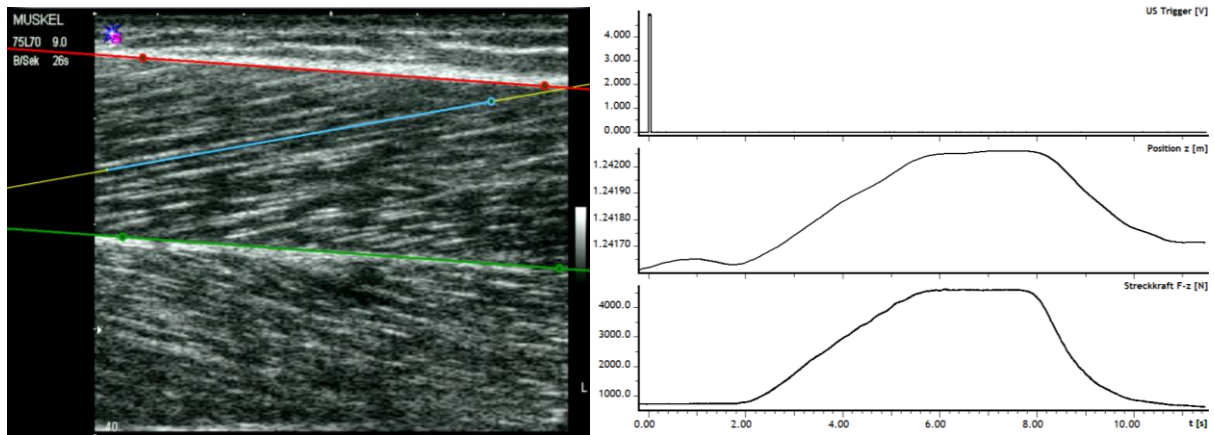 MUSKEL
75L70 9.0
B/Sek 26s
40
L
US Trigger [V]
4.000
3.000
2.000
1.000
0.000
Position z [m]
1.24200
1.24190
1.24180
1.24170
Streckkraft F-z [N]
4000.0
3000.0
2000.0
1000.0
0.00 2.00 4.00 6.00 8.00 10.00 t [s]